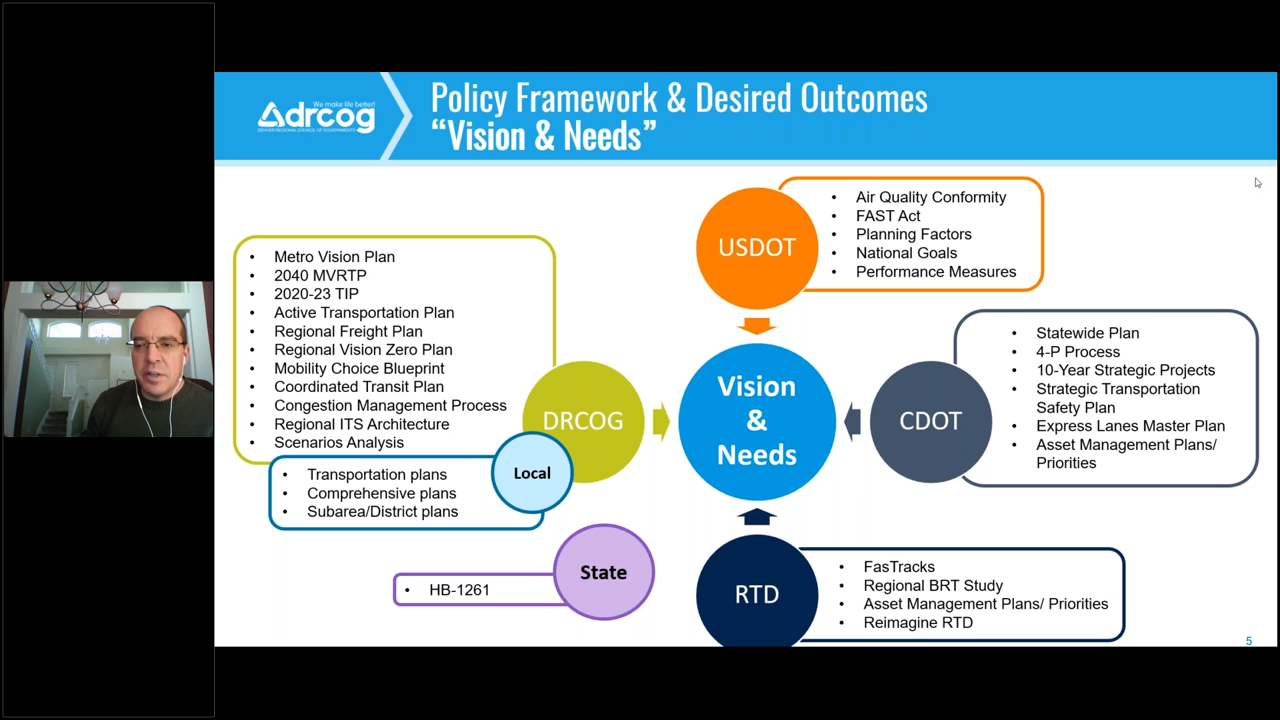 We make life better!
drcog
DENVER REGIONAL COUNCIL OF GOVERNMENTS
Policy Framework & Desired Outcomes
“Vision & Needs”
USDOT
• Air Quality Conformity
• FAST Act
• Planning Factors
• National Goals
• Performance Measures
• Metro Vision Plan
• 2040 MVRTP
• 2020-23 TIP
• Active Transportation Plan
• Regional Freight Plan
• Regional Vision Zero Plan
• Mobility Choice Blueprint
• Coordinated Transit Plan
• Congestion Management Process
• Regional ITS Architecture
• Scenarios Analysis
DRCOG
Vision
&
Needs
CDOT
• Statewide Plan
• 4-P Process
• 10-Year Strategic Projects
• Strategic Transportation
Safety Plan
• Express Lanes Master Plan
• Asset Management Plans/
Priorities
Local
• Transportation plans
• Comprehensive plans
• Subarea/District plans
State
• HB-1261
RTD
• FasTracks
• Regional BRT Study
• Asset Management Plans/ Priorities
• Reimagine RTD
5